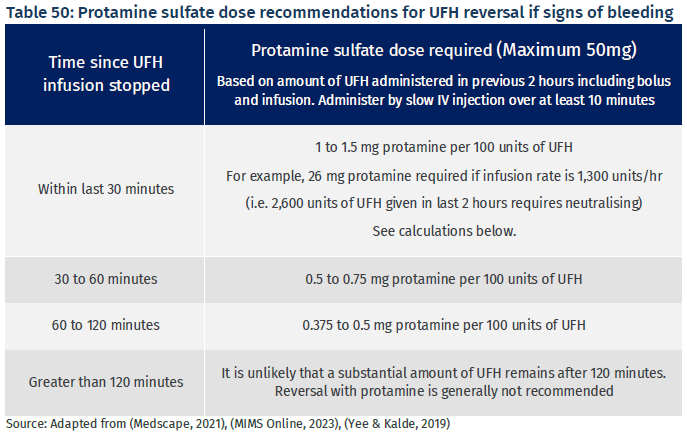 Table 50: Protamine sulfate dose recommendations for UFH reversal if signs of bleeding
Time since UFH
infusion stopped
Protamine sulfate dose required (Maximum 50mg)
Based on amount of UFH administered in previous 2 hours including bolus
and infusion. Administer by slow IV injection over at least 10 minutes
Within last 30 minutes
1 to 1.5 mg protamine per 100 units of UFH
For example, 26 mg protamine required if infusion rate is 1,300 units/hr
(i.e. 2,600 units of UFH given in last 2 hours requires neutralising)
See calculations below.
30 to 60 minutes
0.5 to 0.75 mg protamine per 100 units of UFH
60 to 120 minutes
0.375 to 0.5 mg protamine per 100 units of UFH
Greater than 120 minutes
It is unlikely that a substantial amount of UFH remains after 120 minutes.
Reversal with protamine is generally not recommended
Source: Adapted from (Medscape, 2021), (MIMS Online, 2023), (Yee & Kalde, 2019)